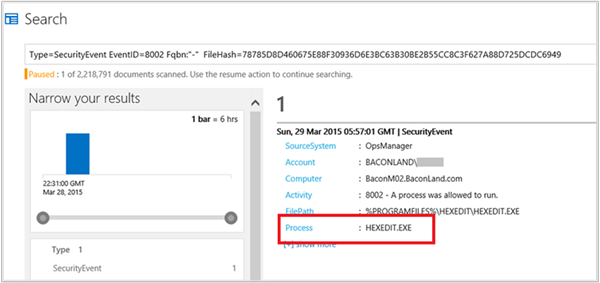 Search
Type=SecurityEvent EventID=8002 Fqbn:"-" FileHash=78785D8D460675E88F30936D6E3BC63B30BE2B55CC8C3F627A88D725DCDC6949
Paused : 1 of 2,218,791 documents scanned. Use the resume action to continue searching.
Narrow your results
1 bar = 6 hrs
22:31:00 GMT
Mar 28, 2015
Type 1
SecurityEvent 1
1
Sun, 29 Mar 2015 05:57:01 GMT | SecurityEvent
SourceSystem : OpsManager
Account : BACONLAND\
Computer : BaconM02.BaconLand.com
Activity : 8002 - A process was allowed to run.
FilePath : %PROGRAMFILES%\HEXEDIT\HEXEDIT.EXE
Process : HEXEDIT.EXE
[+] show more